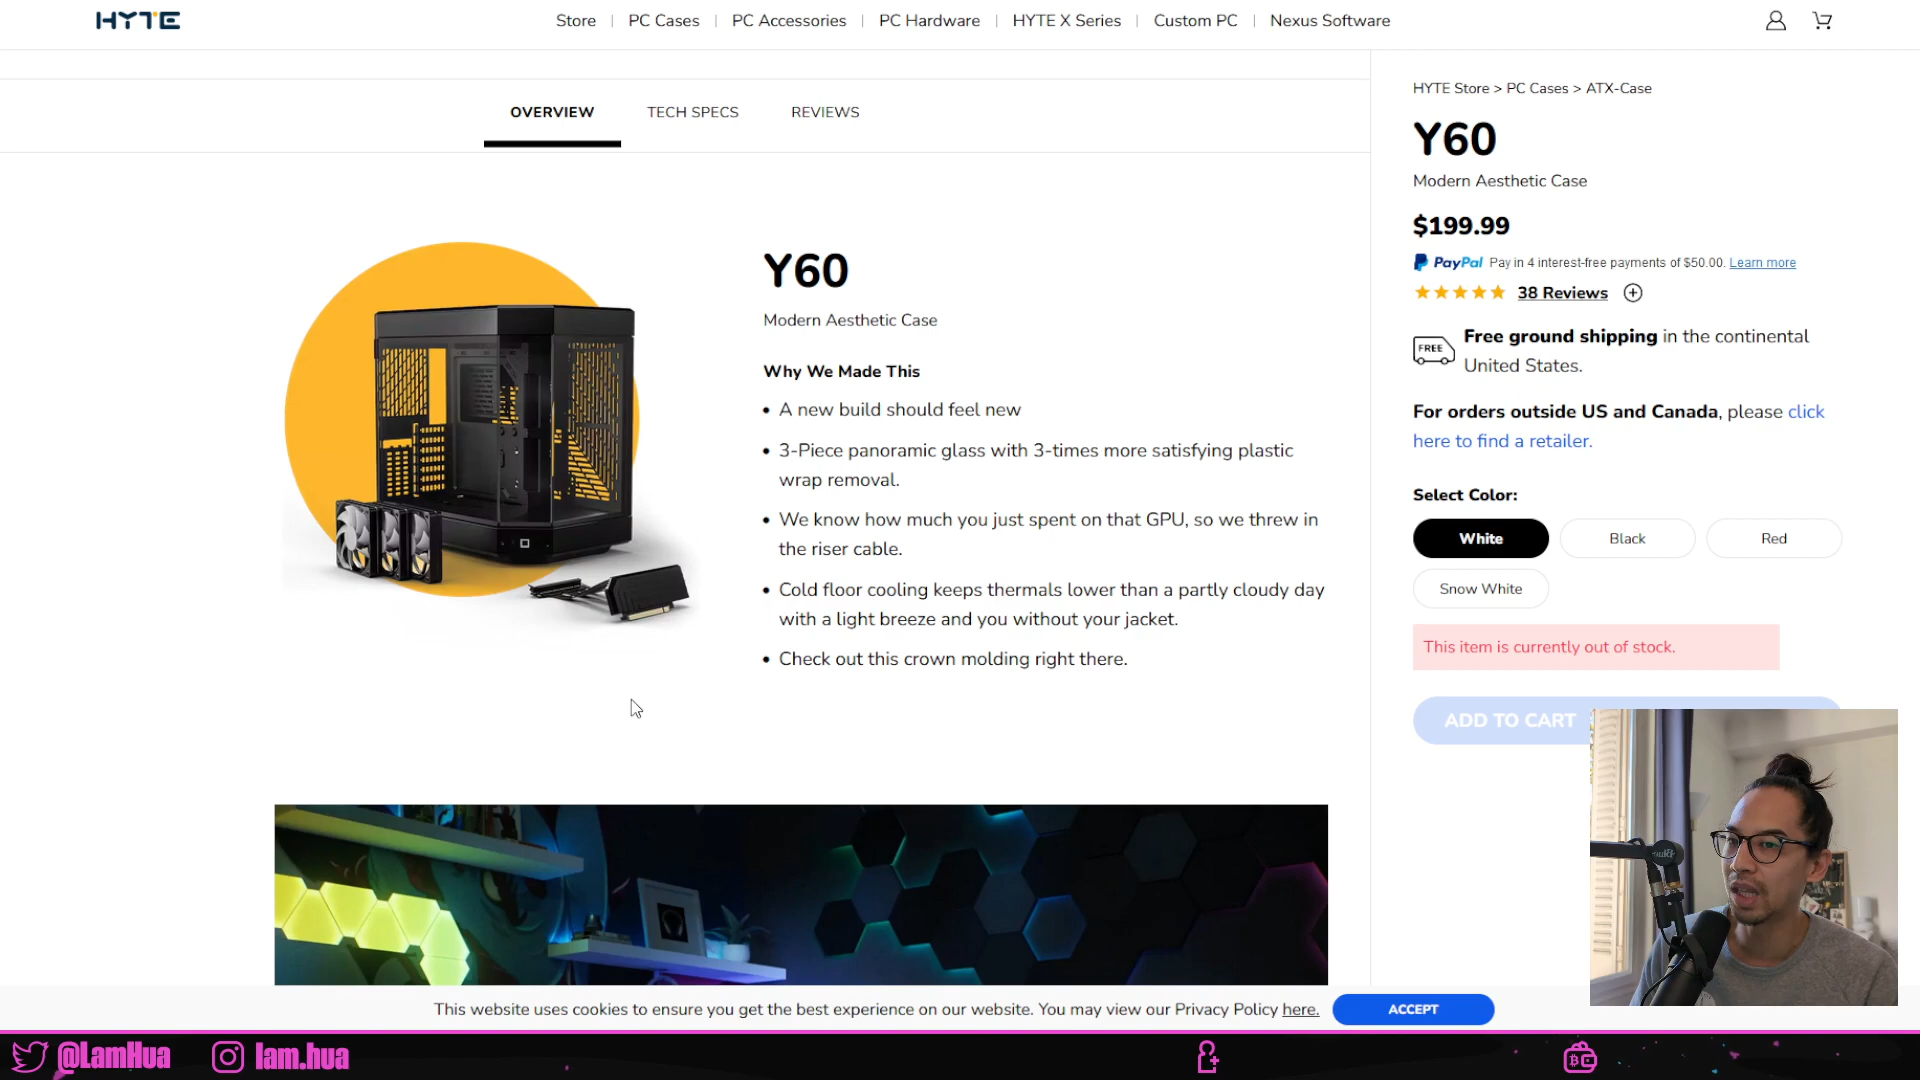 HYTE
Store | PC Cases | PC Accessories | PC Hardware | HYTE X Series | Custom PC | Nexus Software
OVERVIEW TECH SPECS REVIEWS
Y60
Modern Aesthetic Case
Why We Made This
• A new build should feel new
• 3-Piece panoramic glass with 3-times more satisfying plastic
wrap removal.
• We know how much you just spent on that GPU, so we threw in
the riser cable.
• Cold floor cooling keeps thermals lower than a partly cloudy day
with a light breeze and you without your jacket.
• Check out this crown molding right there.
HYTE Store > PC Cases > ATX-Case
Y60
Modern Aesthetic Case
$199.99
PayPal Pay in 4 interest-free payments of $50.00. Learn more
38 Reviews
FREE
Free ground shipping in the continental
United States.
For orders outside US and Canada, please click
here to find a retailer.
Select Color:
White Black Red
Snow White
This item is currently out of stock.
ADD TO CART
This website uses cookies to ensure you get the best experience on our website. You may view our Privacy Policy here. ACCEPT
@LamHua lam.hua